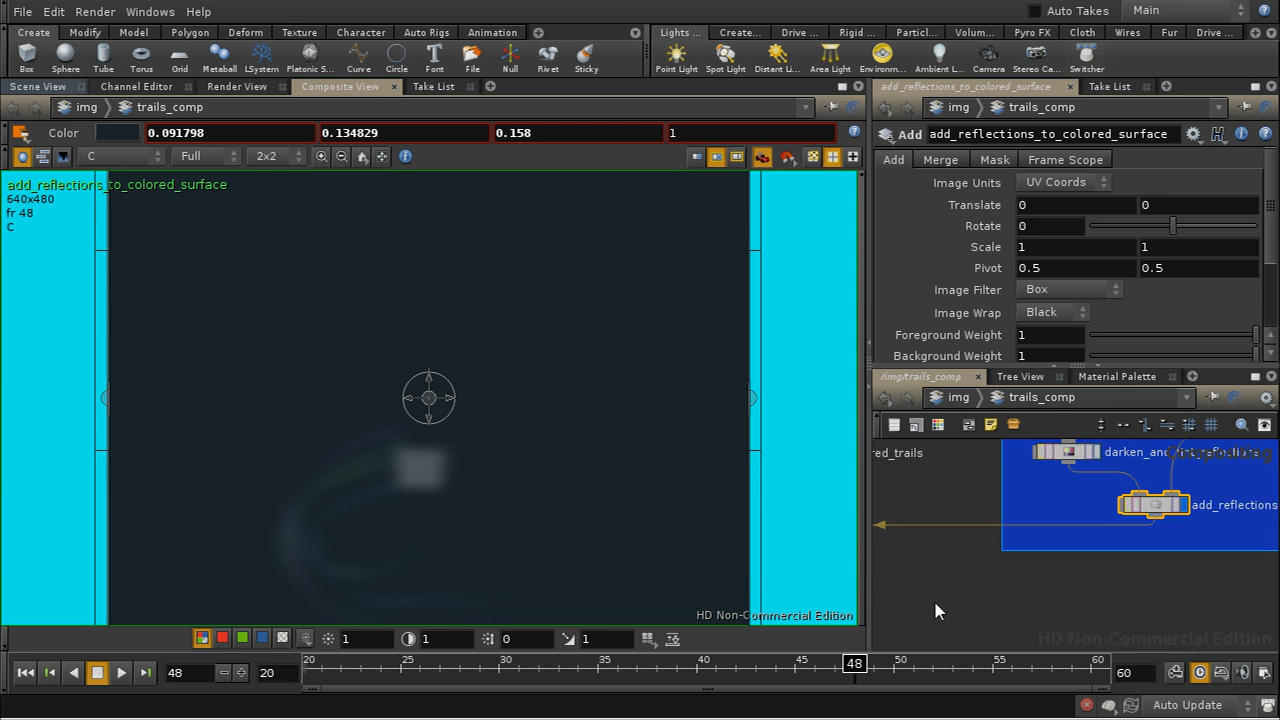 File Edit Render Windows Help Auto Takes Main
Create Modify Model Polygon Deform Texture Character Auto Rigs Animation Lights ... Create... Drive ... Rigid ... Particl... Volum... Pyro FX Cloth Wires Fur Drive ...
Box Sphere Tube Torus Grid Metaball LSystem Platonic S... Curve Circle Font File Null Rivet Sticky Point Light Spot Light Distant Li... Area Light Environm... Ambient L... Camera Stereo Ca... Switcher
Scene View Channel Editor Render View Composite View Take List
img trails_comp
Color 0.091798 0.134829 0.158 1
C Full 2x2
add_reflections_to_colored_surface
640x480
fr 48
C
HD Non-Commercial Edition
1 1 0 1
add_reflections_to_colored_surface Take List
img trails_comp
Add add_reflections_to_colored_surface
Add Merge Mask Frame Scope
Image Units UV Coords
Translate 0 0
Rotate 0
Scale 1 1
Pivot 0.5 0.5
Image Filter Box
Image Wrap Black
Foreground Weight 1
Background Weight 1
/img/trails_comp Tree View Material Palette
img trails_comp
ed_trails
add_reflections
HD Non-Commercial Edition
48 20 20 25 30 35 40 45 48 50 55 60 60
Auto Update